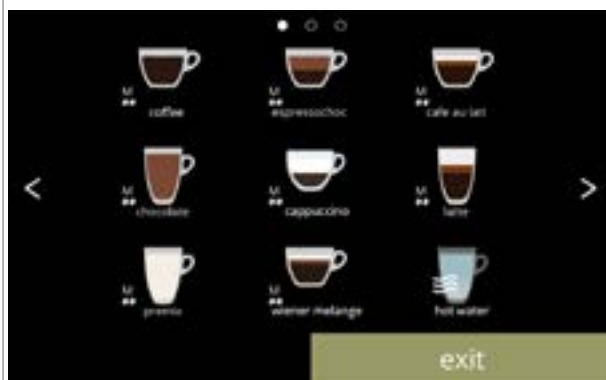 M
coffee
M
espressochoc
M
cafe au lait
M
chocolate
M
cappuccino
M
latte
M
M
wiener melange
hot water
exit